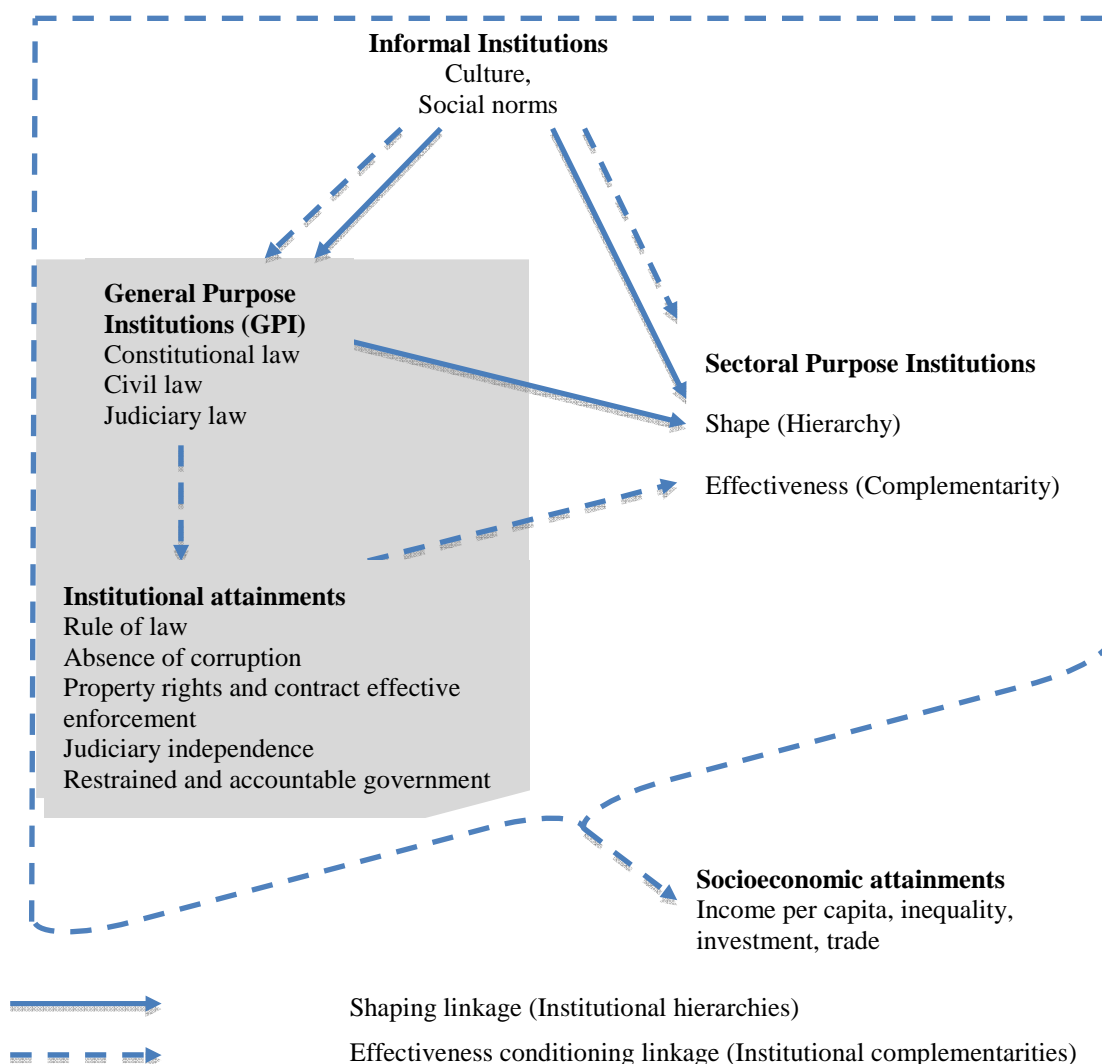 Informal Institutions
Culture,
Social norms
General Purpose
Institutions (GPI)
Constitutional law
Civil law
Judiciary law
Sectoral Purpose Institutions
Shape (Hierarchy)
Effectiveness (Complementarity)
Institutional attainments
Rule of law
Absence of corruption
Property rights and contract effective
enforcement
Judiciary independence
Restrained and accountable government
Socioeconomic attainments
Income per capita, inequality,
investment, trade
Shaping linkage (Institutional hierarchies)
Effectiveness conditioning linkage (Institutional complementarities)